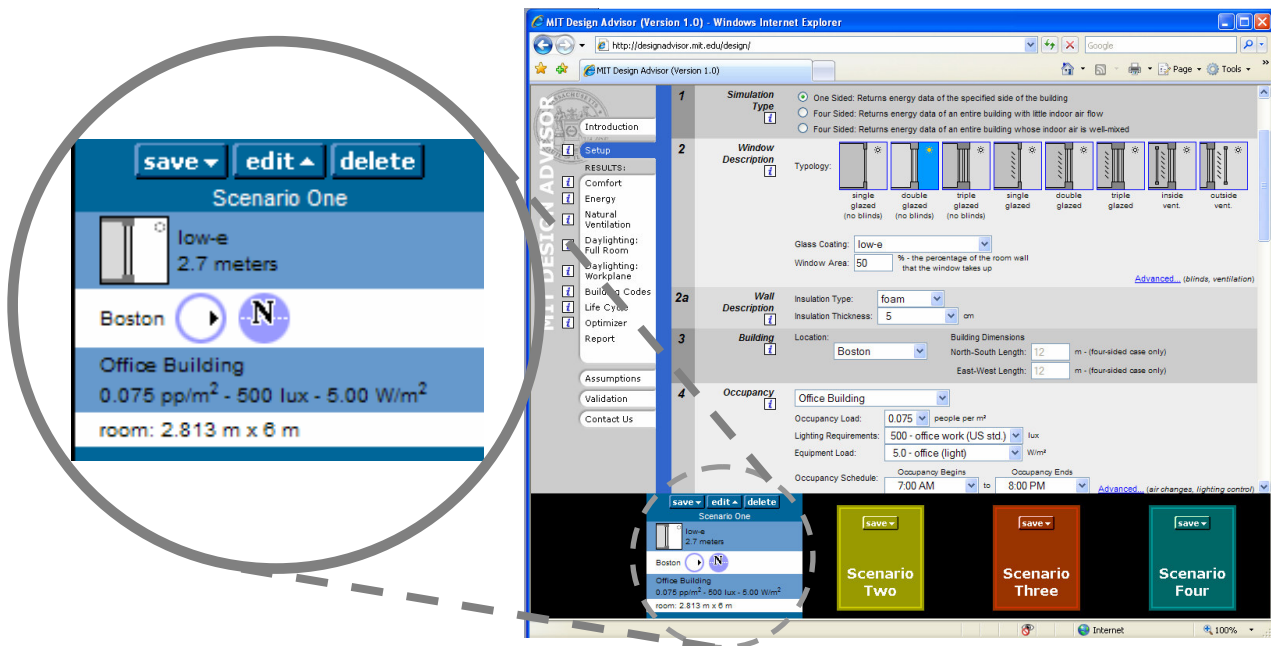 save edit delete
Scenario One
low-e
2.7 meters
Boston N
Office Building
0.075 pp/m² - 500 lux - 5.00 W/m²
room: 2.813 m x 6 m
MIT Design Advisor (Version 1.0) - Windows Internet Explorer
http://designadvisor.mit.edu/design/
Google
MIT Design Advisor (Version 1.0)
Page Tools
MIT DESIGN ADVISOR
Introduction
Setup
RESULTS:
Comfort
Energy
Natural
Ventilation
Daylighting:
Full Room
Daylighting:
Workplane
Building Codes
Life Cycle
Optimizer
Report
Assumptions
Validation
Contact Us
1 Simulation
Type
i
One Sided: Returns energy data of the specified side of the building
Four Sided: Returns energy data of an entire building with little indoor air flow
Four Sided: Returns energy data of an entire building whose indoor air is well-mixed
2 Window
Description
i
Typology:
single
glazed
(no blinds)
double
glazed
(no blinds)
triple
glazed
(no blinds)
single
glazed
double
glazed
triple
glazed
inside
vent.
outside
vent.
Glass Coating: low-e
Window Area: 50 % - the percentage of the room wall
that the window takes up
Advanced... (blinds, ventilation)
2a Wall
Description
i
Insulation Type: foam
Insulation Thickness: 5 cm
3 Building
i
Location: Boston
Building Dimensions
North-South Length: 12 m - (four-sided case only)
East-West Length: 12 m - (four-sided case only)
4 Occupancy
i
Office Building
Occupancy Load: 0.075 people per m²
Lighting Requirements: 500 - office work (US std.) lux
Equipment Load: 5.0 - office (light) W/m²
Occupancy Schedule:
Occupancy Begins Occupancy Ends
7:00 AM to 8:00 PM
Advanced... (air changes, lighting control)
save edit delete
Scenario One
low-e
2.7 meters
Boston N
Office Building
0.075 pp/m² - 500 lux - 5.00 W/m²
room: 2.813 m x 6 m
save
Scenario
Two
save
Scenario
Three
save
Scenario
Four
Internet 100%